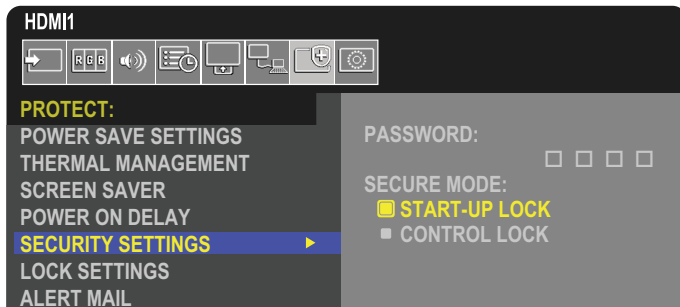 HDMI1
RGB
PROTECT:
POWER SAVE SETTINGS
THERMAL MANAGEMENT
SCREEN SAVER
POWER ON DELAY
SECURITY SETTINGS
LOCK SETTINGS
ALERT MAIL
PASSWORD:
SECURE MODE:
START-UP LOCK
CONTROL LOCK